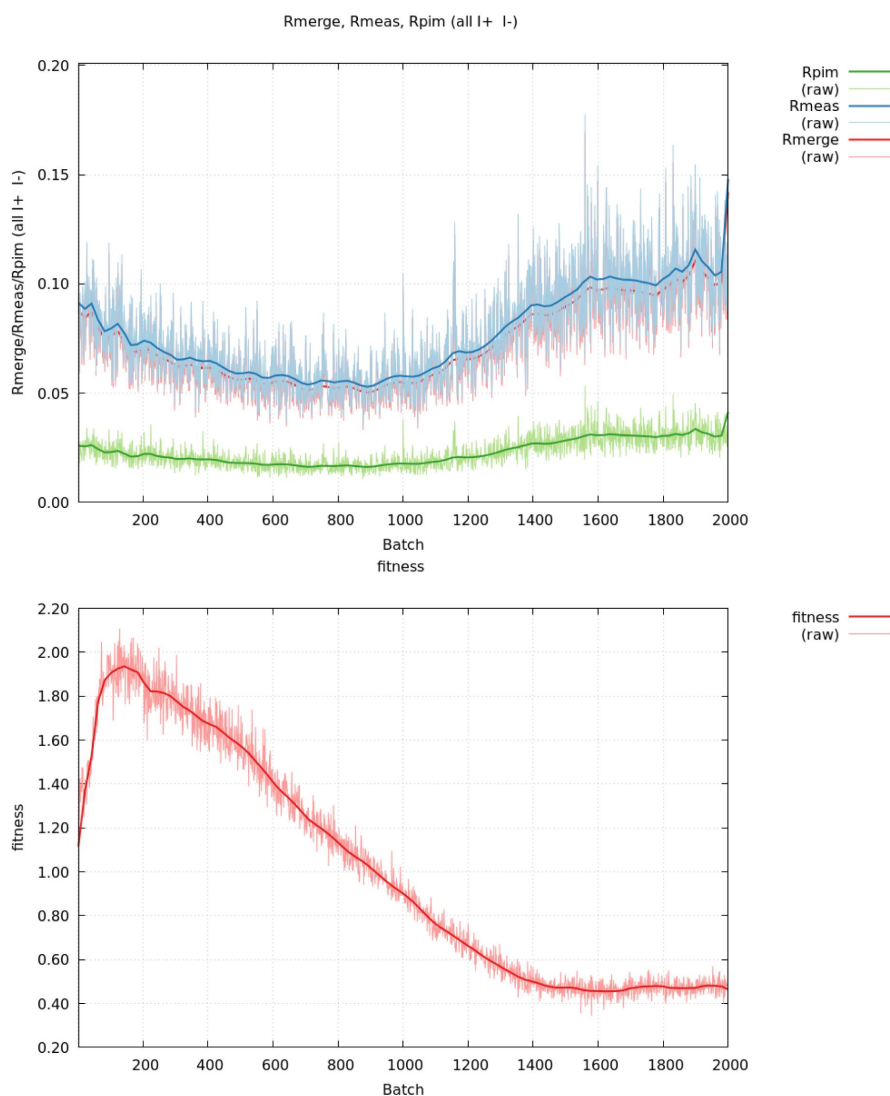 Rmerge, Rmeas, Rpim (all I+  I-)
Rmerge/Rmeas/Rpim (all I+  I-)
0.20
0.15
0.10
0.05
0.00
200 400 600 800 1000 1200 1400 1600 1800 2000
Batch
Rpim
(raw)
Rmeas
(raw)
Rmerge
(raw)
fitness
fitness
2.20
2.00
1.80
1.60
1.40
1.20
1.00
0.80
0.60
0.40
0.20
200 400 600 800 1000 1200 1400 1600 1800 2000
Batch
fitness
(raw)